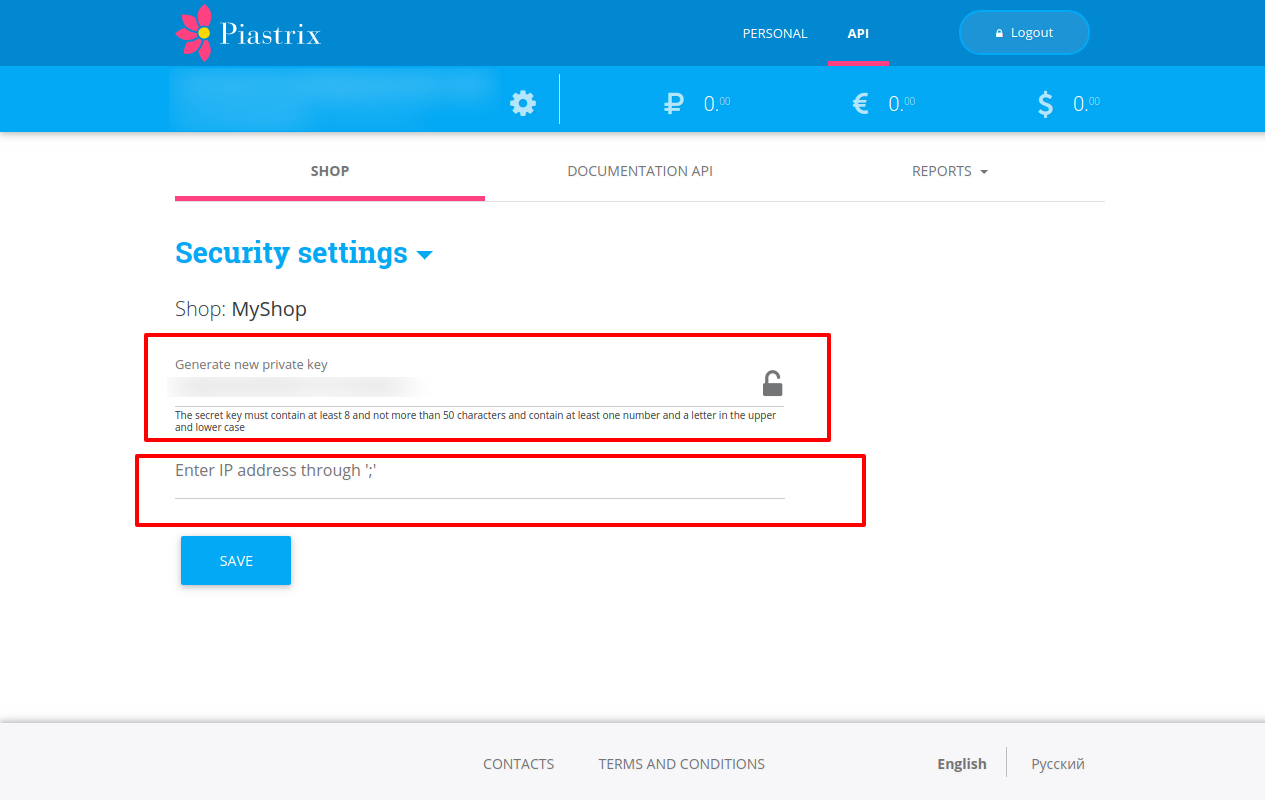 Piastrix
PERSONAL
API
Logout
₽ 0.00
€ 0.00
$ 0.00
SHOP
DOCUMENTATION API
REPORTS
Security settings
Shop: MyShop
Generate new private key
The secret key must contain at least 8 and not more than 50 characters and contain at least one number and a letter in the upper
and lower case
Enter IP address through ';'
SAVE
CONTACTS
TERMS AND CONDITIONS
English
Русский